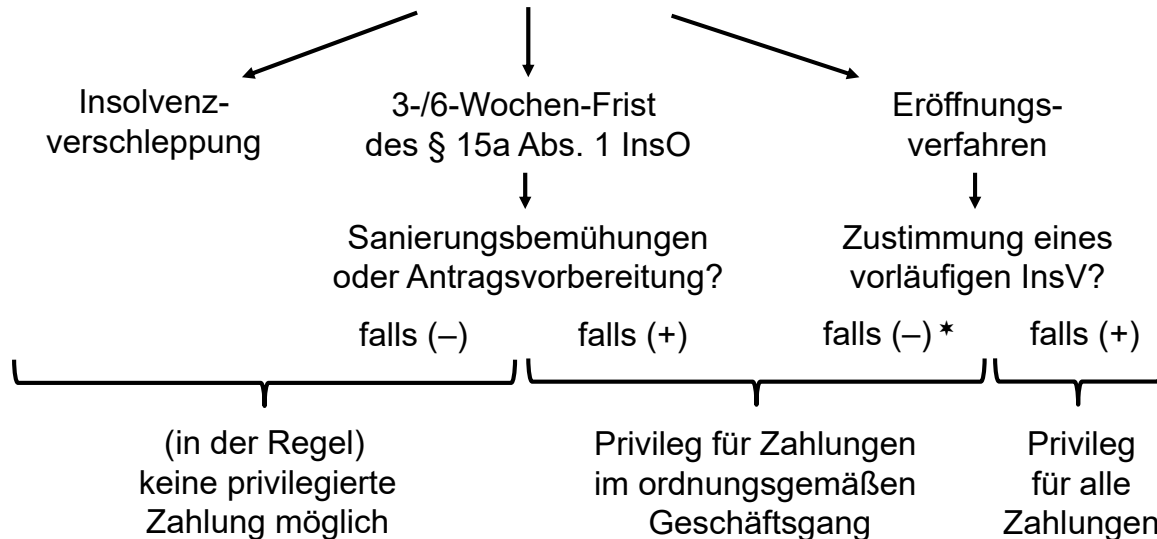 Insolvenz-
verschleppung
3-/6-Wochen-Frist
des § 15a Abs. 1 InsO
Eröffnungs-
verfahren
Sanierungsbemühungen
oder Antragsvorbereitung?
Zustimmung eines
vorläufigen InsV?
falls (–)
falls (+)
falls (–) *
falls (+)
(in der Regel)
keine privilegierte
Zahlung möglich
Privileg für Zahlungen
im ordnungsgemäßen
Geschäftsgang
Privileg
für alle
Zahlungen